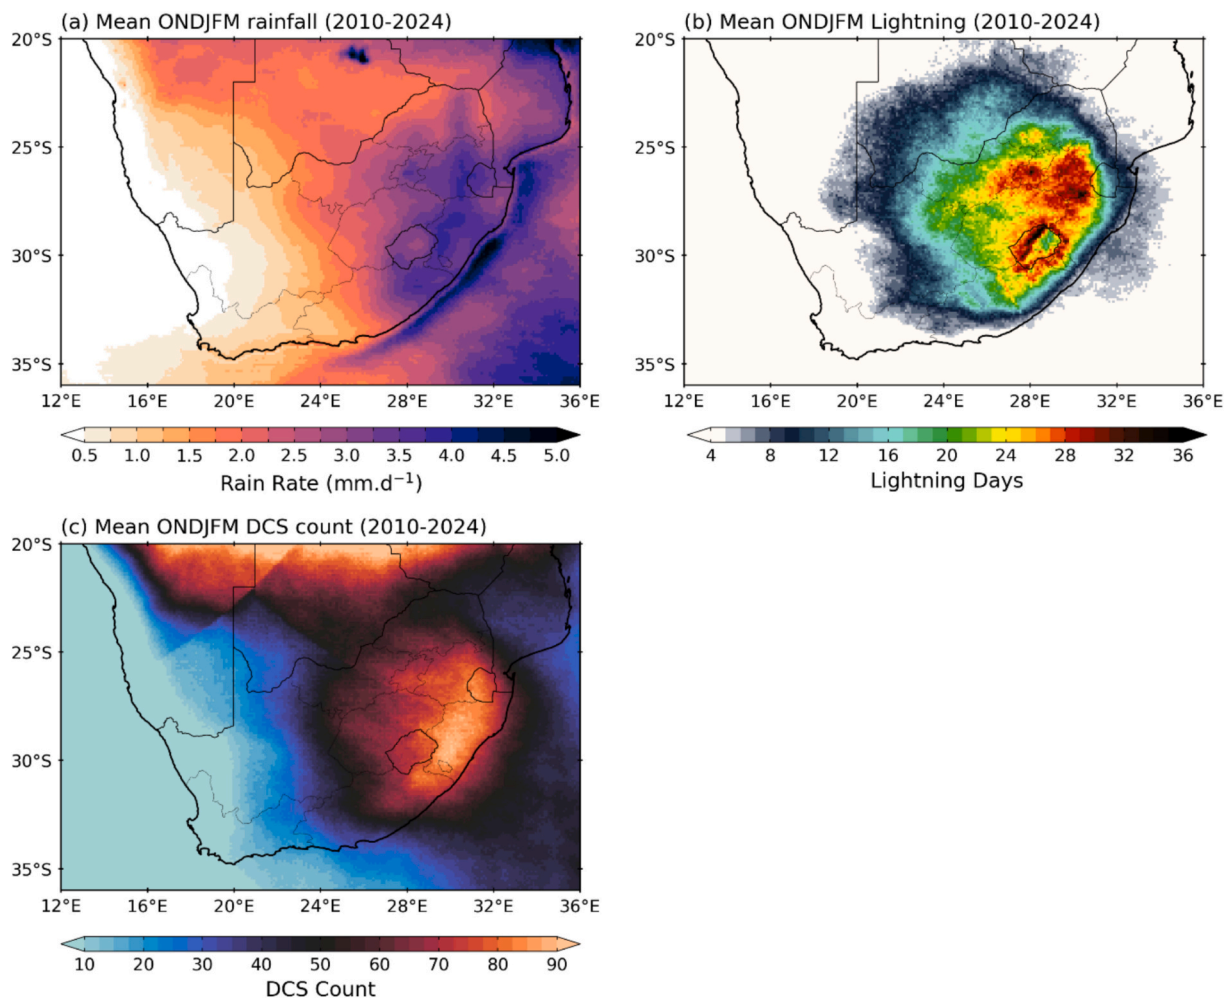 (a) Mean ONDJFM rainfall (2010-2024)
20°S
25°S
30°S
35°S
12°E 16°E 20°E 24°E 28°E 32°E 36°E
0.5 1.0 1.5 2.0 2.5 3.0 3.5 4.0 4.5 5.0
Rain Rate (mm.d⁻¹)
(b) Mean ONDJFM Lightning (2010-2024)
20°S
25°S
30°S
35°S
12°E 16°E 20°E 24°E 28°E 32°E 36°E
4 8 12 16 20 24 28 32 36
Lightning Days
(c) Mean ONDJFM DCS count (2010-2024)
20°S
25°S
30°S
35°S
12°E 16°E 20°E 24°E 28°E 32°E 36°E
10 20 30 40 50 60 70 80 90
DCS Count